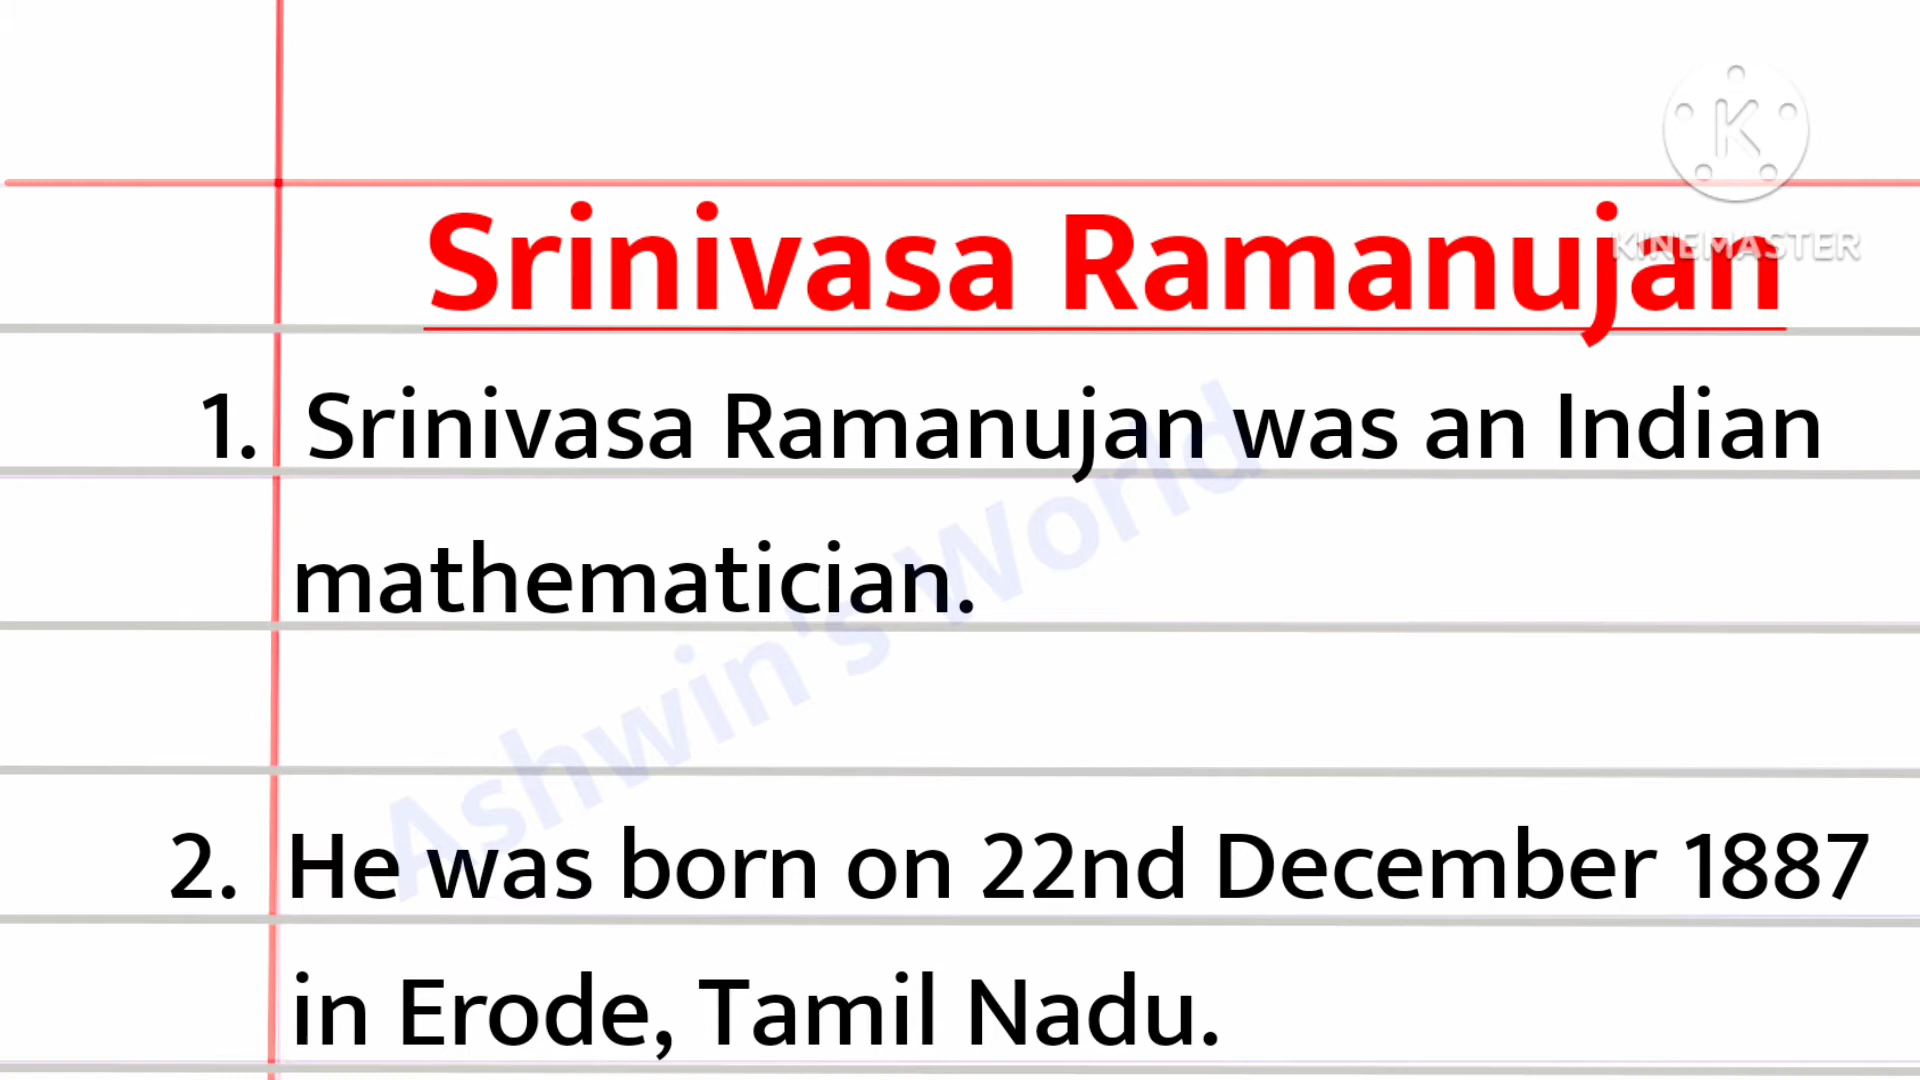 KINEMASTER
Srinivasa Ramanujan
1. Srinivasa Ramanujan was an Indian
mathematician.
Ashwin's World
2. He was born on 22nd December 1887
in Erode, Tamil Nadu.